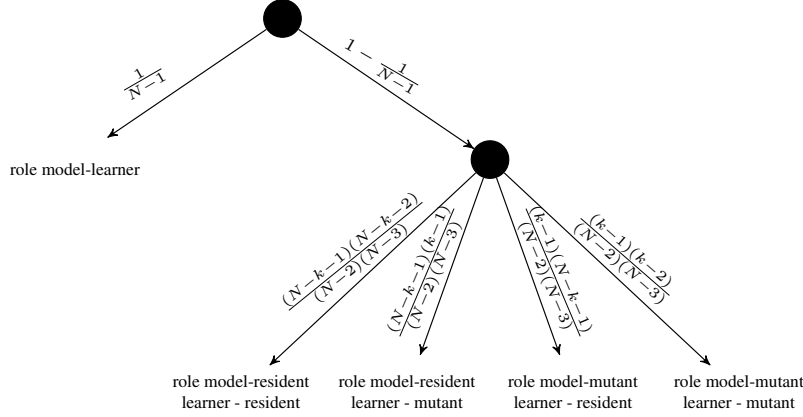 1/(N−1)
1 − 1/(N−1)
role model-learner
(N−k−1)(N−k−2)/(N−2)(N−3)
(N−k−1)(k−1)/(N−2)(N−3)
(k−1)(N−k−1)/(N−2)(N−3)
(k−1)(k−2)/(N−2)(N−3)
role model-resident
learner - resident
role model-resident
learner - mutant
role model-mutant
learner - resident
role model-mutant
learner - mutant